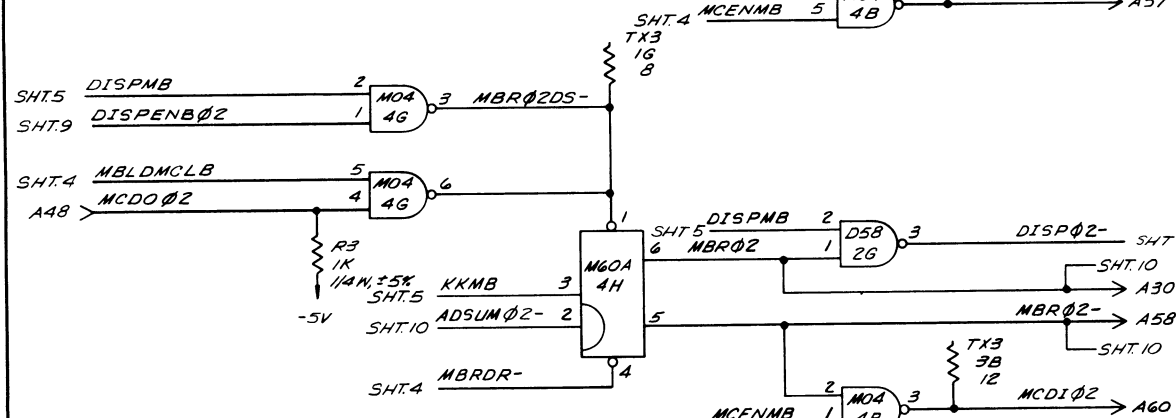 A57
SHT.4 MCENMB 5
4B
TX3
1G
8
SHT.5 DISPMB 2
M04
4G
3 MBRØ2DS-
SHT.9 DISPENBØ2 1
SHT.4 MBLDMCLB 5
M04
4G
6
A48 MCDOØ2 4
R3
1K
1/4W, ±5%
-5V
1
SHT.5 DISPMB 2
D58
2G
3 DISPØ2- SHT
6 MBRØ2 1
SHT.10
A30
M60A
4H
SHT.5 KKMB 3
SHT.10 ADSUMØ2- 2
5 MBRØ2- A58
SHT.10
SHT.4 MBRDR- 4
TX3
3B
12
2
M04
4B
3 MCDIØ2 A60
MCENMB 1